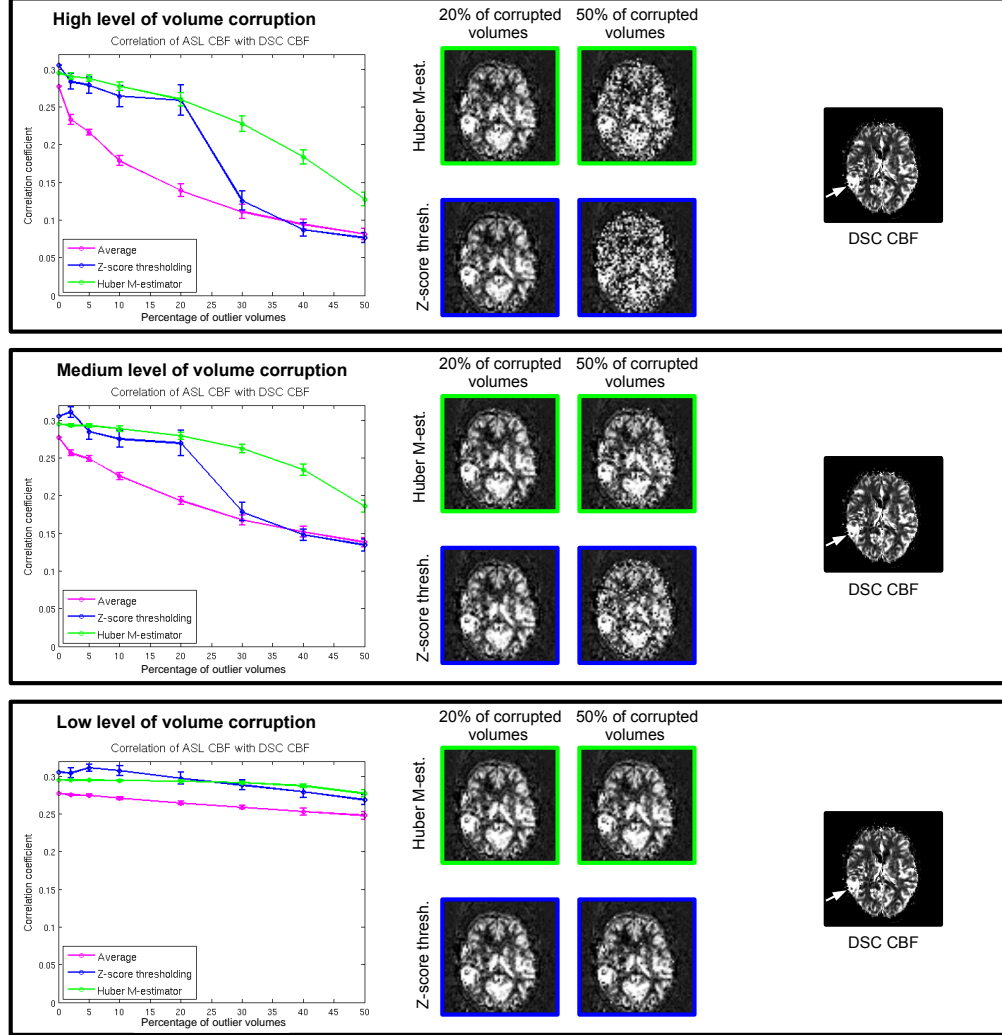 High level of volume corruption
Correlation of ASL CBF with DSC CBF
Correlation coefficient
0.3
0.25
0.2
0.15
0.1
0.05
0
0 5 10 15 20 25 30 35 40 45 50
Percentage of outlier volumes
Average
Z-score thresholding
Huber M-estimator
20% of corrupted
volumes
50% of corrupted
volumes
Huber M-est.
Z-score thresh.
DSC CBF
Medium level of volume corruption
Correlation of ASL CBF with DSC CBF
Correlation coefficient
0.3
0.25
0.2
0.15
0.1
0.05
0
0 5 10 15 20 25 30 35 40 45 50
Percentage of outlier volumes
Average
Z-score thresholding
Huber M-estimator
20% of corrupted
volumes
50% of corrupted
volumes
Huber M-est.
Z-score thresh.
DSC CBF
Low level of volume corruption
Correlation of ASL CBF with DSC CBF
Correlation coefficient
0.3
0.25
0.2
0.15
0.1
0.05
0
0 5 10 15 20 25 30 35 40 45 50
Percentage of outlier volumes
Average
Z-score thresholding
Huber M-estimator
20% of corrupted
volumes
50% of corrupted
volumes
Huber M-est.
Z-score thresh.
DSC CBF